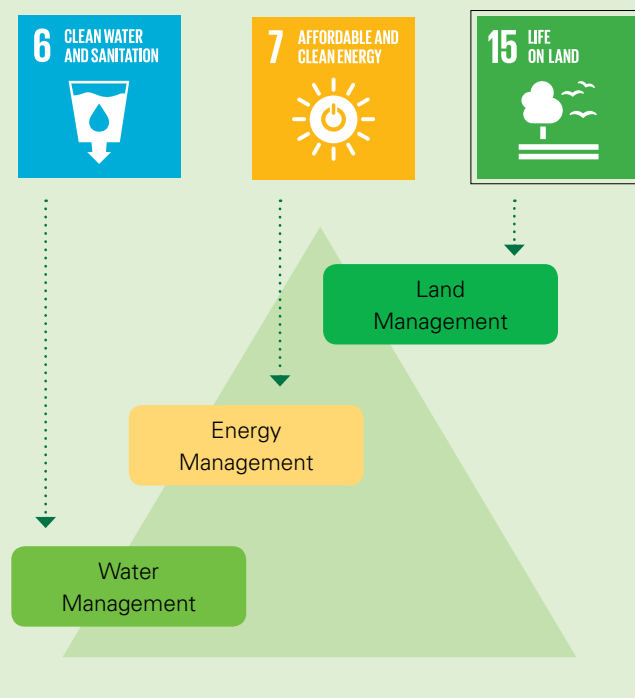 6 CLEAN WATER
AND SANITATION
7 AFFORDABLE AND
CLEAN ENERGY
15 LIFE
ON LAND
Land
Management
Energy
Management
Water
Management